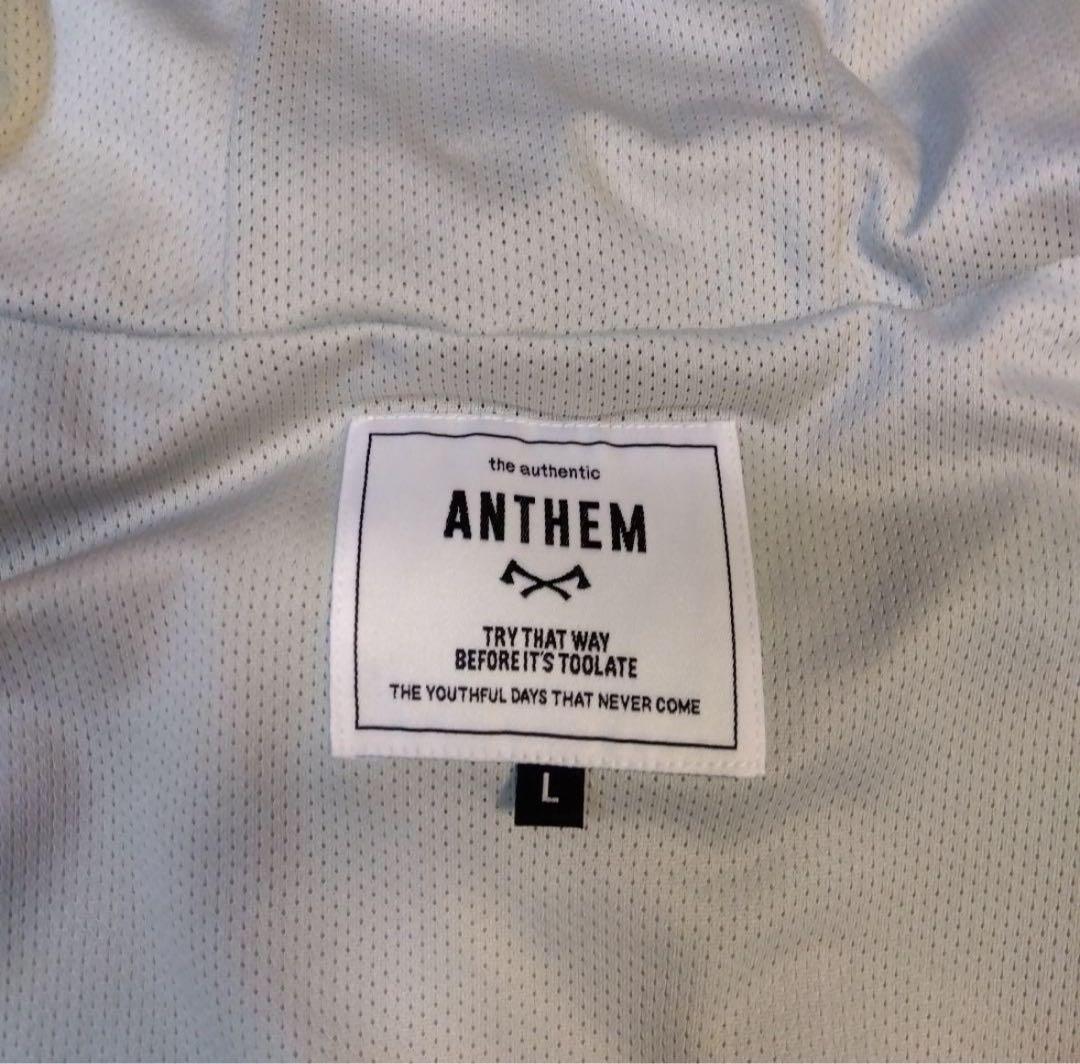 the authentic
ANTHEM
TRY THAT WAY
BEFORE IT'S TOOLATE
THE YOUTHFUL DAYS THAT NEVER COME
L